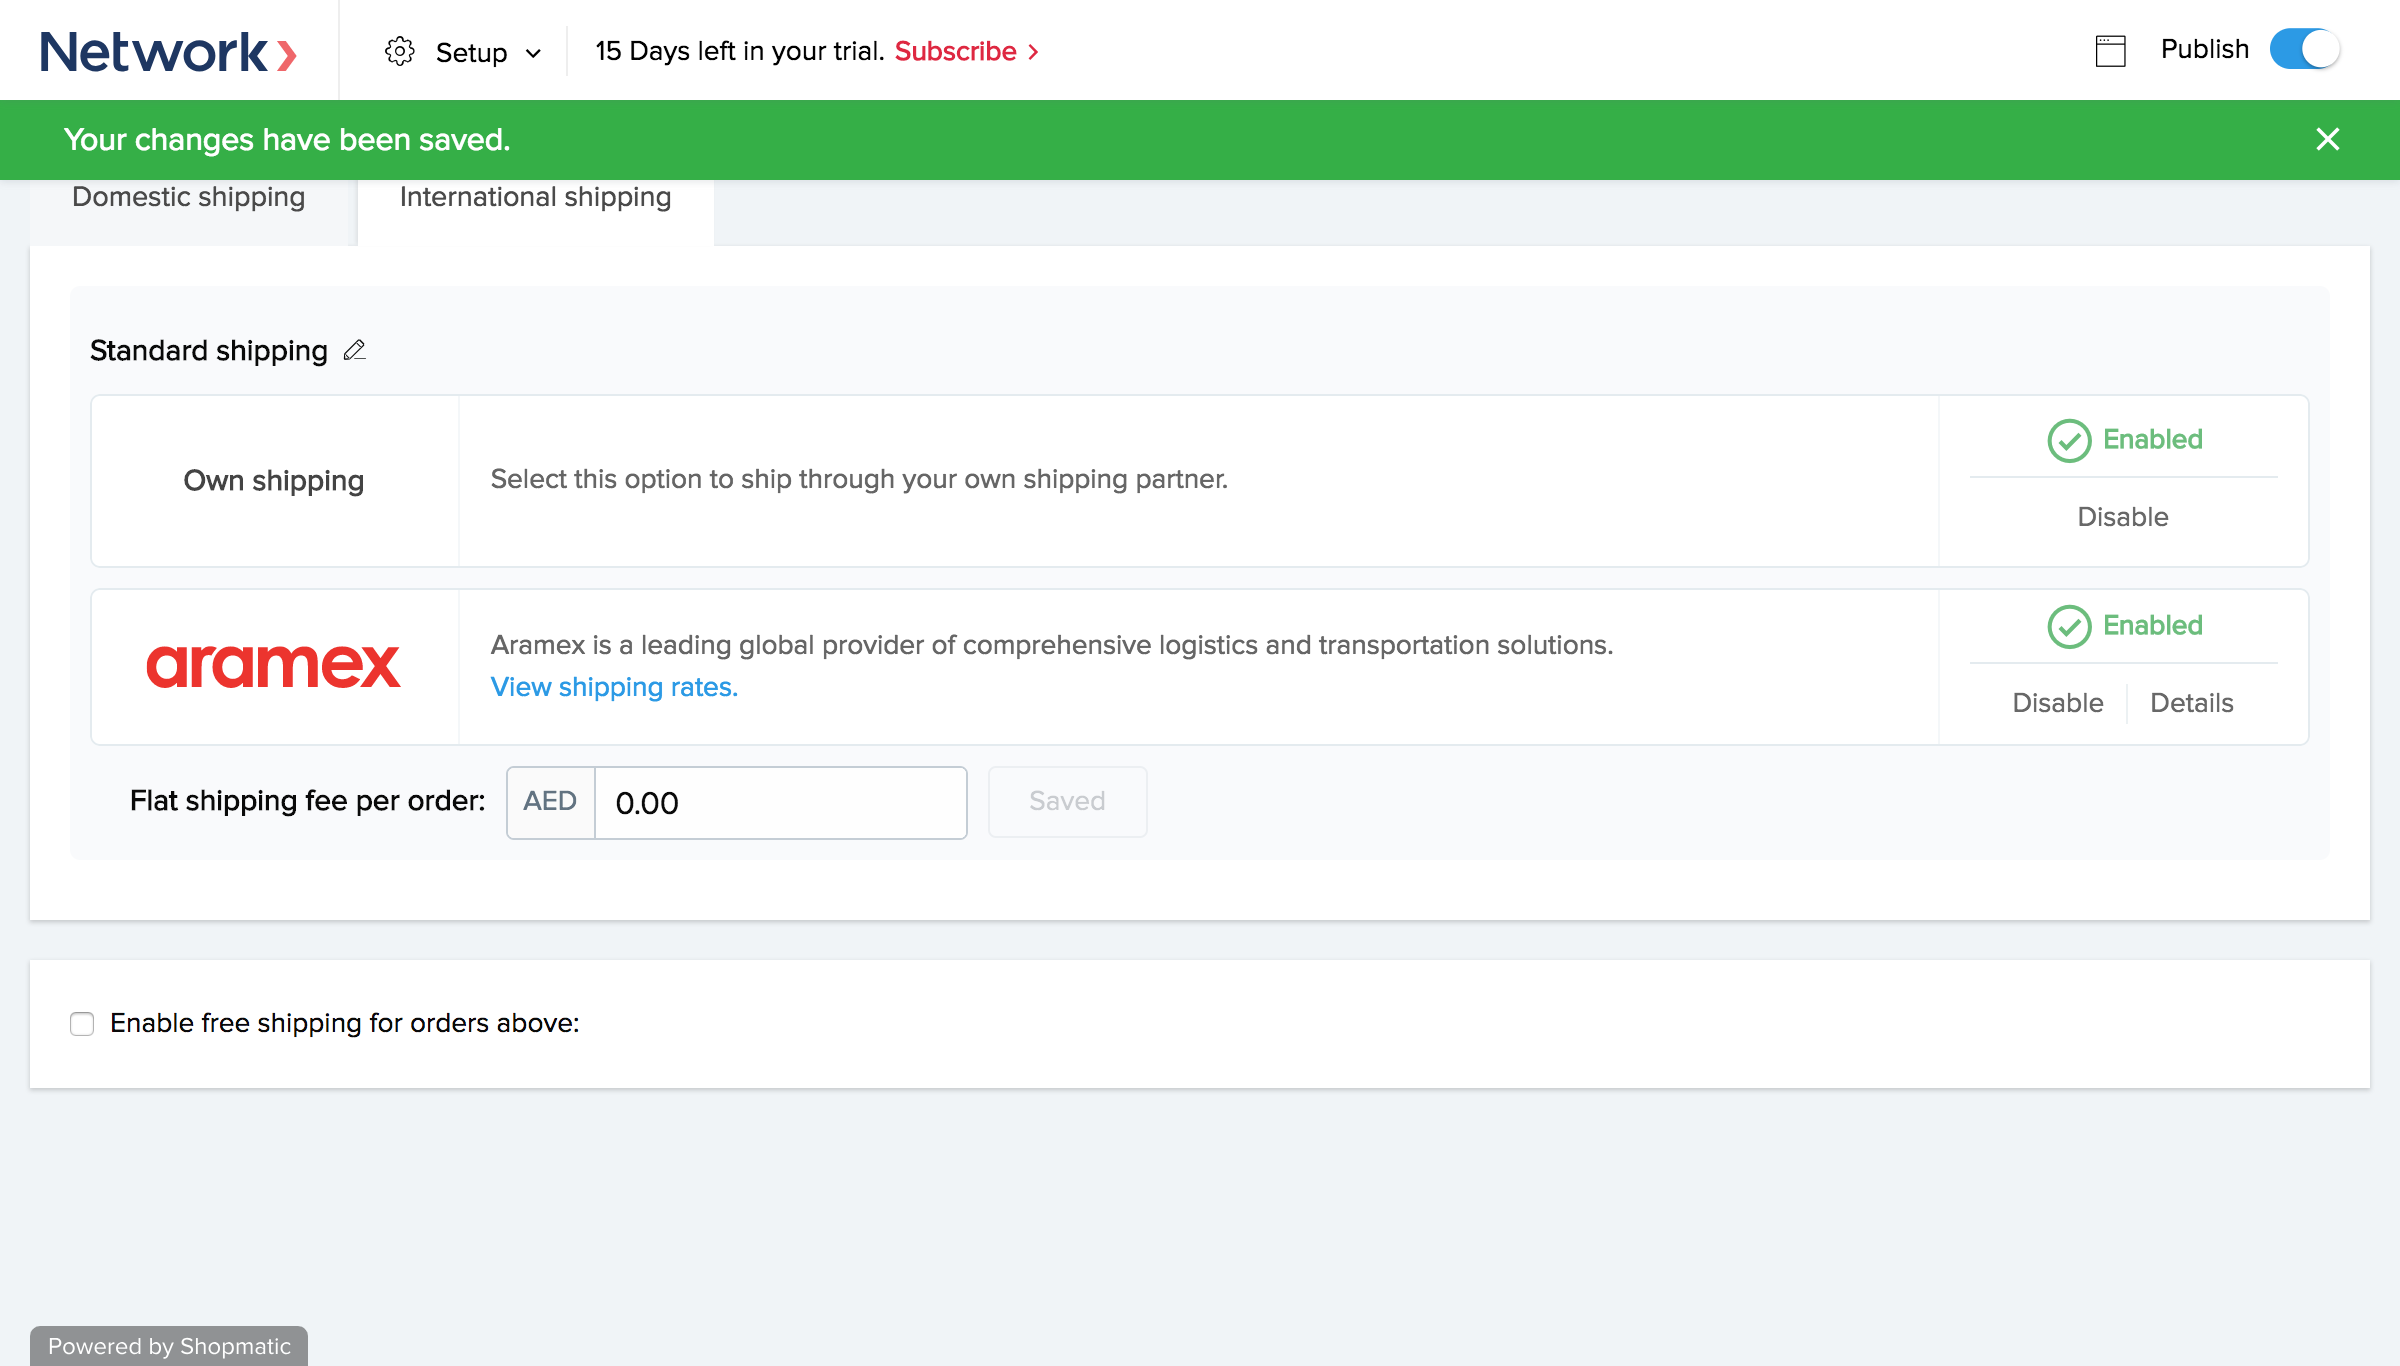 Network
Setup
15 Days left in your trial. Subscribe
Publish
Your changes have been saved.
Domestic shipping
International shipping
Standard shipping
Own shipping
Select this option to ship through your own shipping partner.
Enabled
Disable
aramex
Aramex is a leading global provider of comprehensive logistics and transportation solutions.
View shipping rates.
Enabled
Disable
Details
Flat shipping fee per order:
AED
0.00
Saved
Enable free shipping for orders above:
Powered by Shopmatic